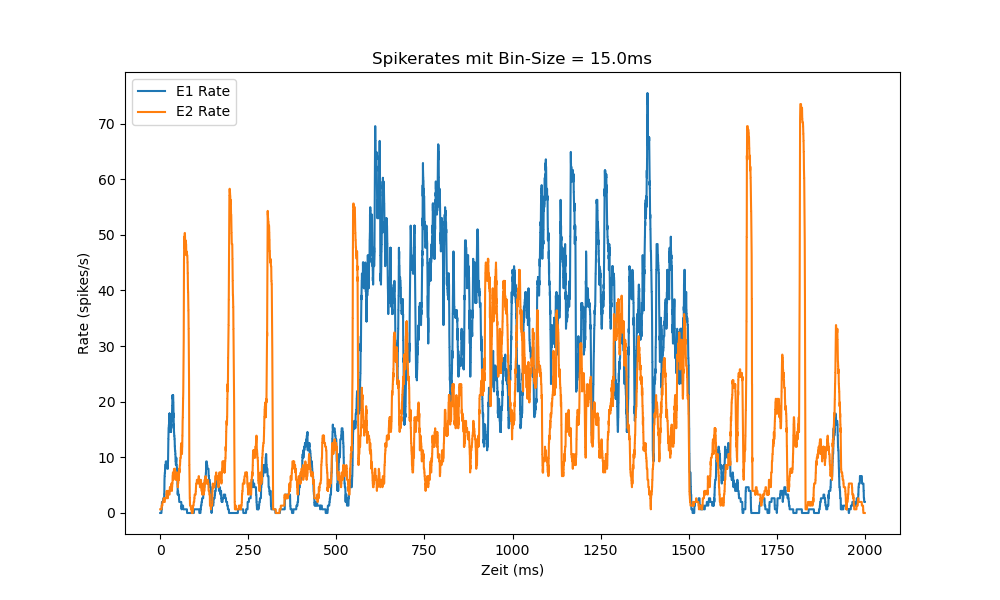 Spikerates mit Bin-Size = 15.0ms
E1 Rate
E2 Rate
Rate (spikes/s)
70
60
50
40
30
20
10
0
0 250 500 750 1000 1250 1500 1750 2000
Zeit (ms)